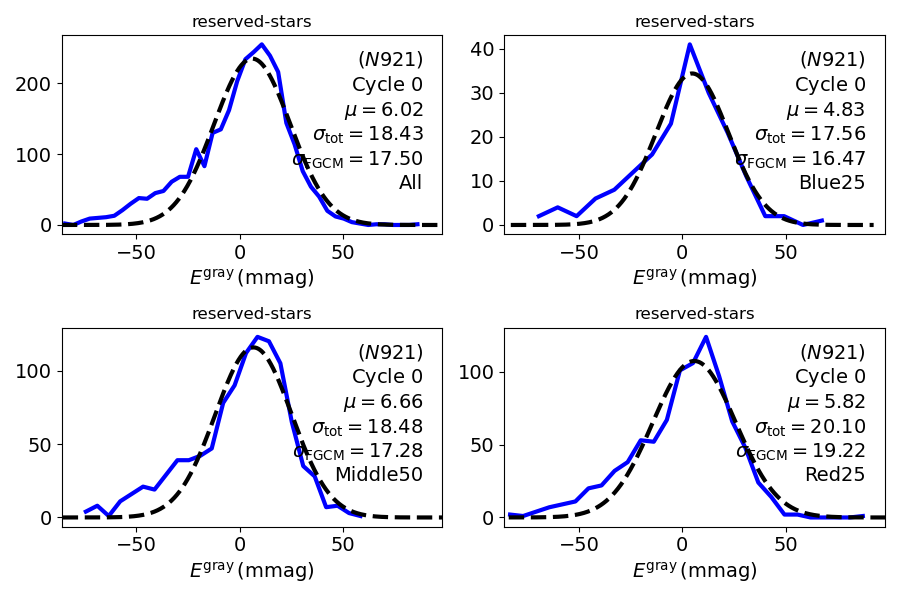 reserved-stars
(N921)
Cycle 0
μ = 6.02
σtot = 18.43
σFGCM = 17.50
All
200
100
0
−50 0 50
E^gray (mmag)
reserved-stars
(N921)
Cycle 0
μ = 4.83
σtot = 17.56
σFGCM = 16.47
Blue25
40
30
20
10
0
−50 0 50
E^gray (mmag)
reserved-stars
(N921)
Cycle 0
μ = 6.66
σtot = 18.48
σFGCM = 17.28
Middle50
100
50
0
−50 0 50
E^gray (mmag)
reserved-stars
(N921)
Cycle 0
μ = 5.82
σtot = 20.10
σFGCM = 19.22
Red25
100
50
0
−50 0 50
E^gray (mmag)